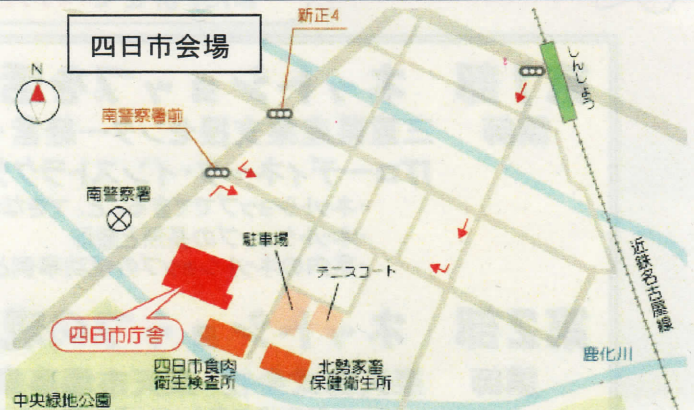 新正4
四日市会場
N
しんしょう
南警察署前
南警察署
駐車場
テニスコート
近鉄名古屋線
四日市庁舎
鹿化川
四日市食肉
衛生検査所
北勢家畜
保健衛生所
中央緑地公園